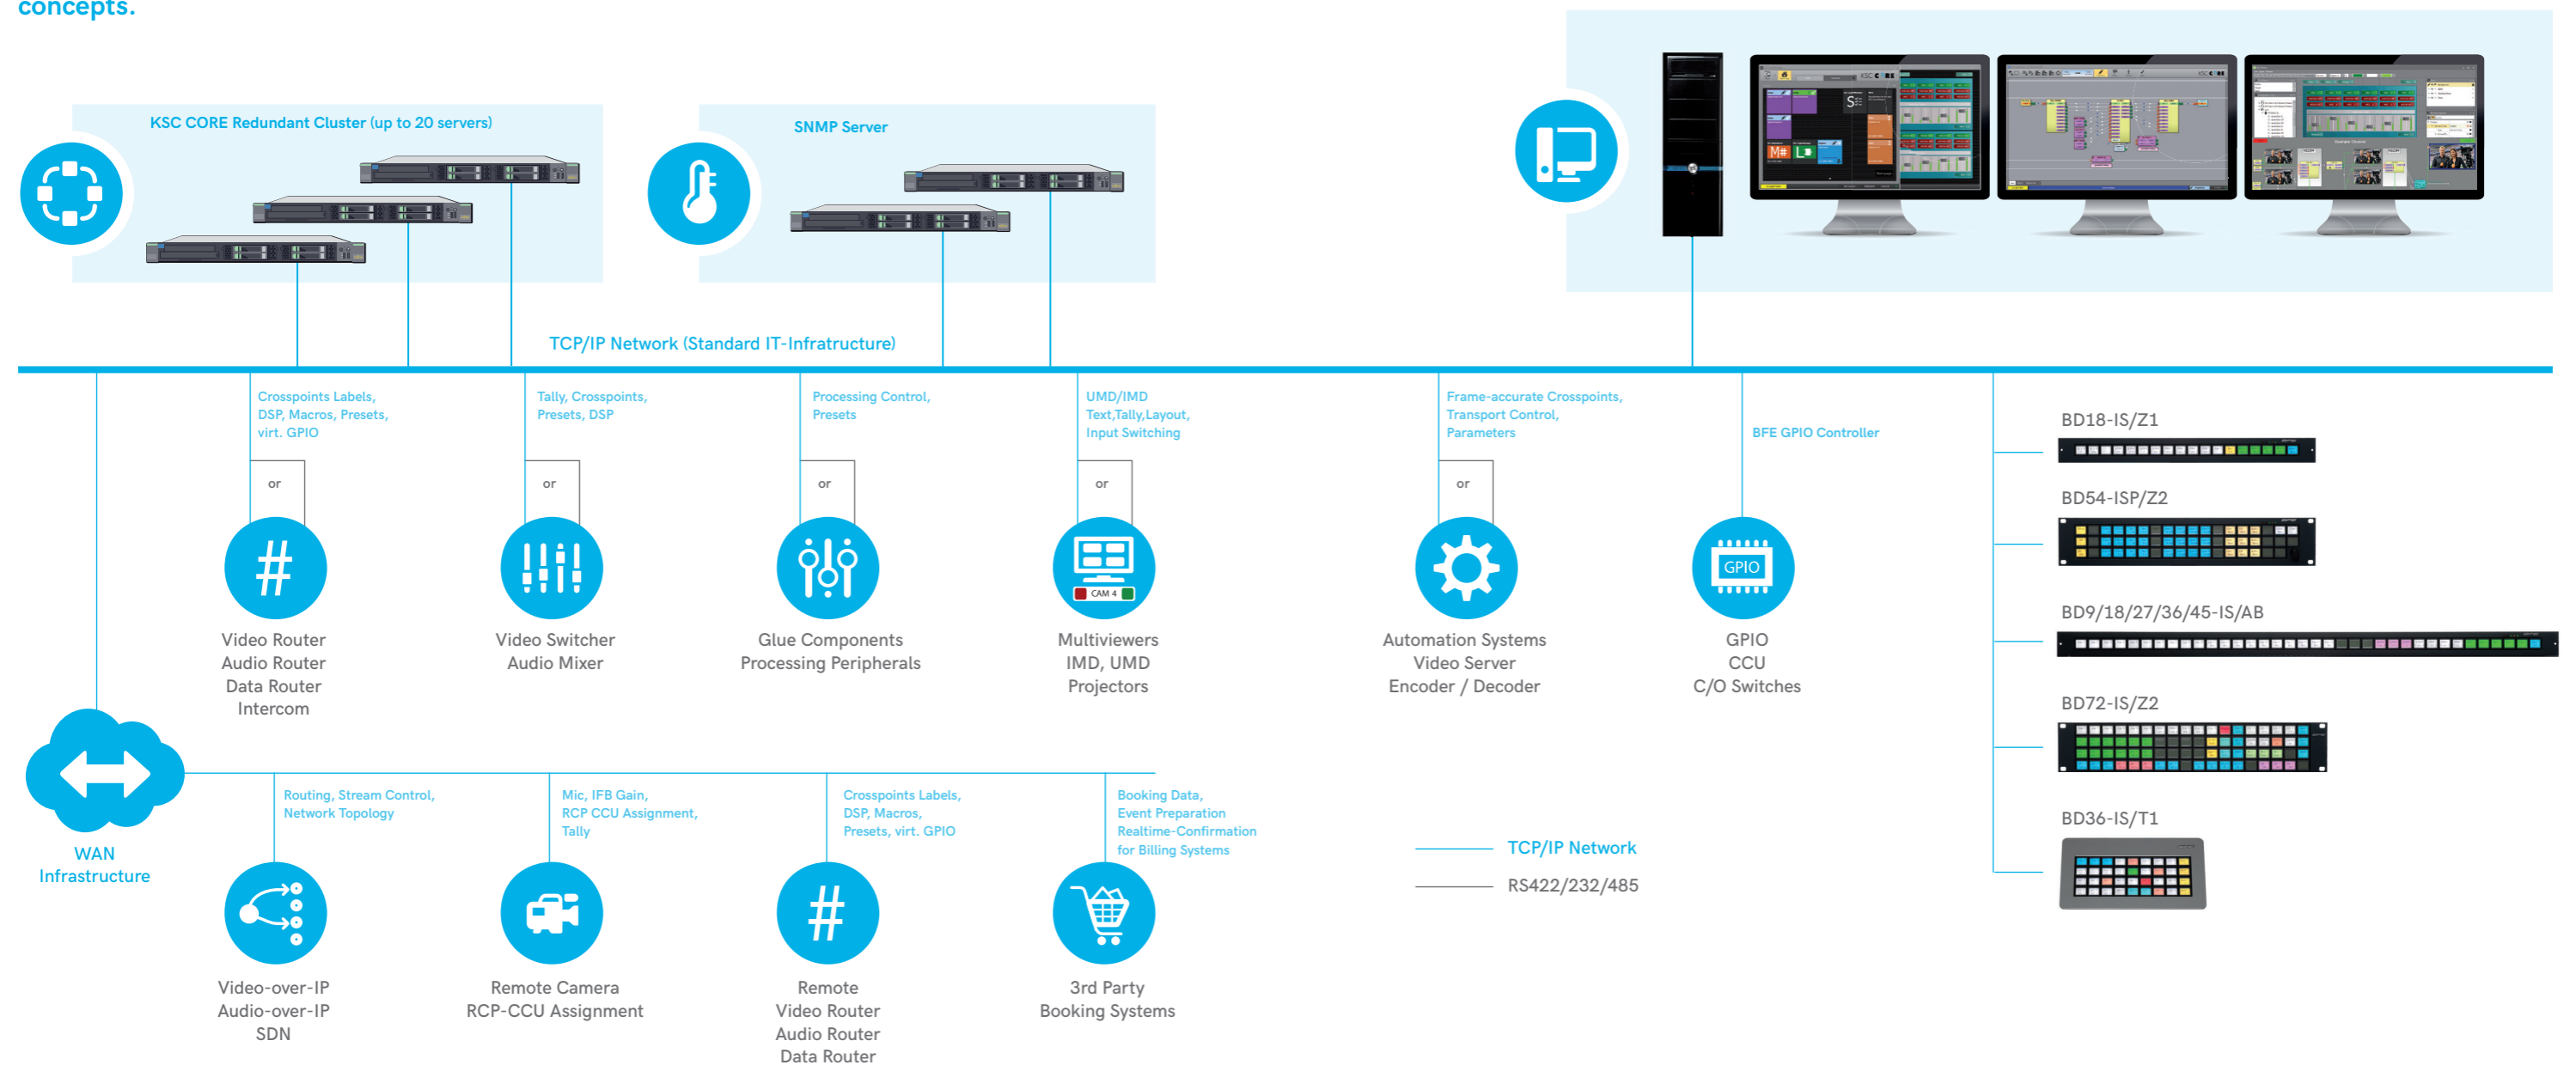 concepts.
KSC CORE Redundant Cluster (up to 20 servers)
SNMP Server
TCP/IP Network (Standard IT-Infratructure)
Crosspoints Labels,
DSP, Macros, Presets,
virt. GPIO
or
Video Router
Audio Router
Data Router
Intercom
Tally, Crosspoints,
Presets, DSP
or
Video Switcher
Audio Mixer
Processing Control,
Presets
or
Glue Components
Processing Peripherals
UMD/IMD
Text,Tally,Layout,
Input Switching
or
CAM 4
Multiviewers
IMD, UMD
Projectors
Frame-accurate Crosspoints,
Transport Control,
Parameters
or
Automation Systems
Video Server
Encoder / Decoder
BFE GPIO Controller
GPIO
GPIO
CCU
C/O Switches
BD18-IS/Z1
BD54-ISP/Z2
BD9/18/27/36/45-IS/AB
BD72-IS/Z2
BD36-IS/T1
WAN
Infrastructure
Routing, Stream Control,
Network Topology
Video-over-IP
Audio-over-IP
SDN
Mic, IFB Gain,
RCP CCU Assignment,
Tally
Remote Camera
RCP-CCU Assignment
Crosspoints Labels,
DSP, Macros,
Presets, virt. GPIO
Remote
Video Router
Audio Router
Data Router
Booking Data,
Event Preparation
Realtime-Confirmation
for Billing Systems
3rd Party
Booking Systems
TCP/IP Network
RS422/232/485